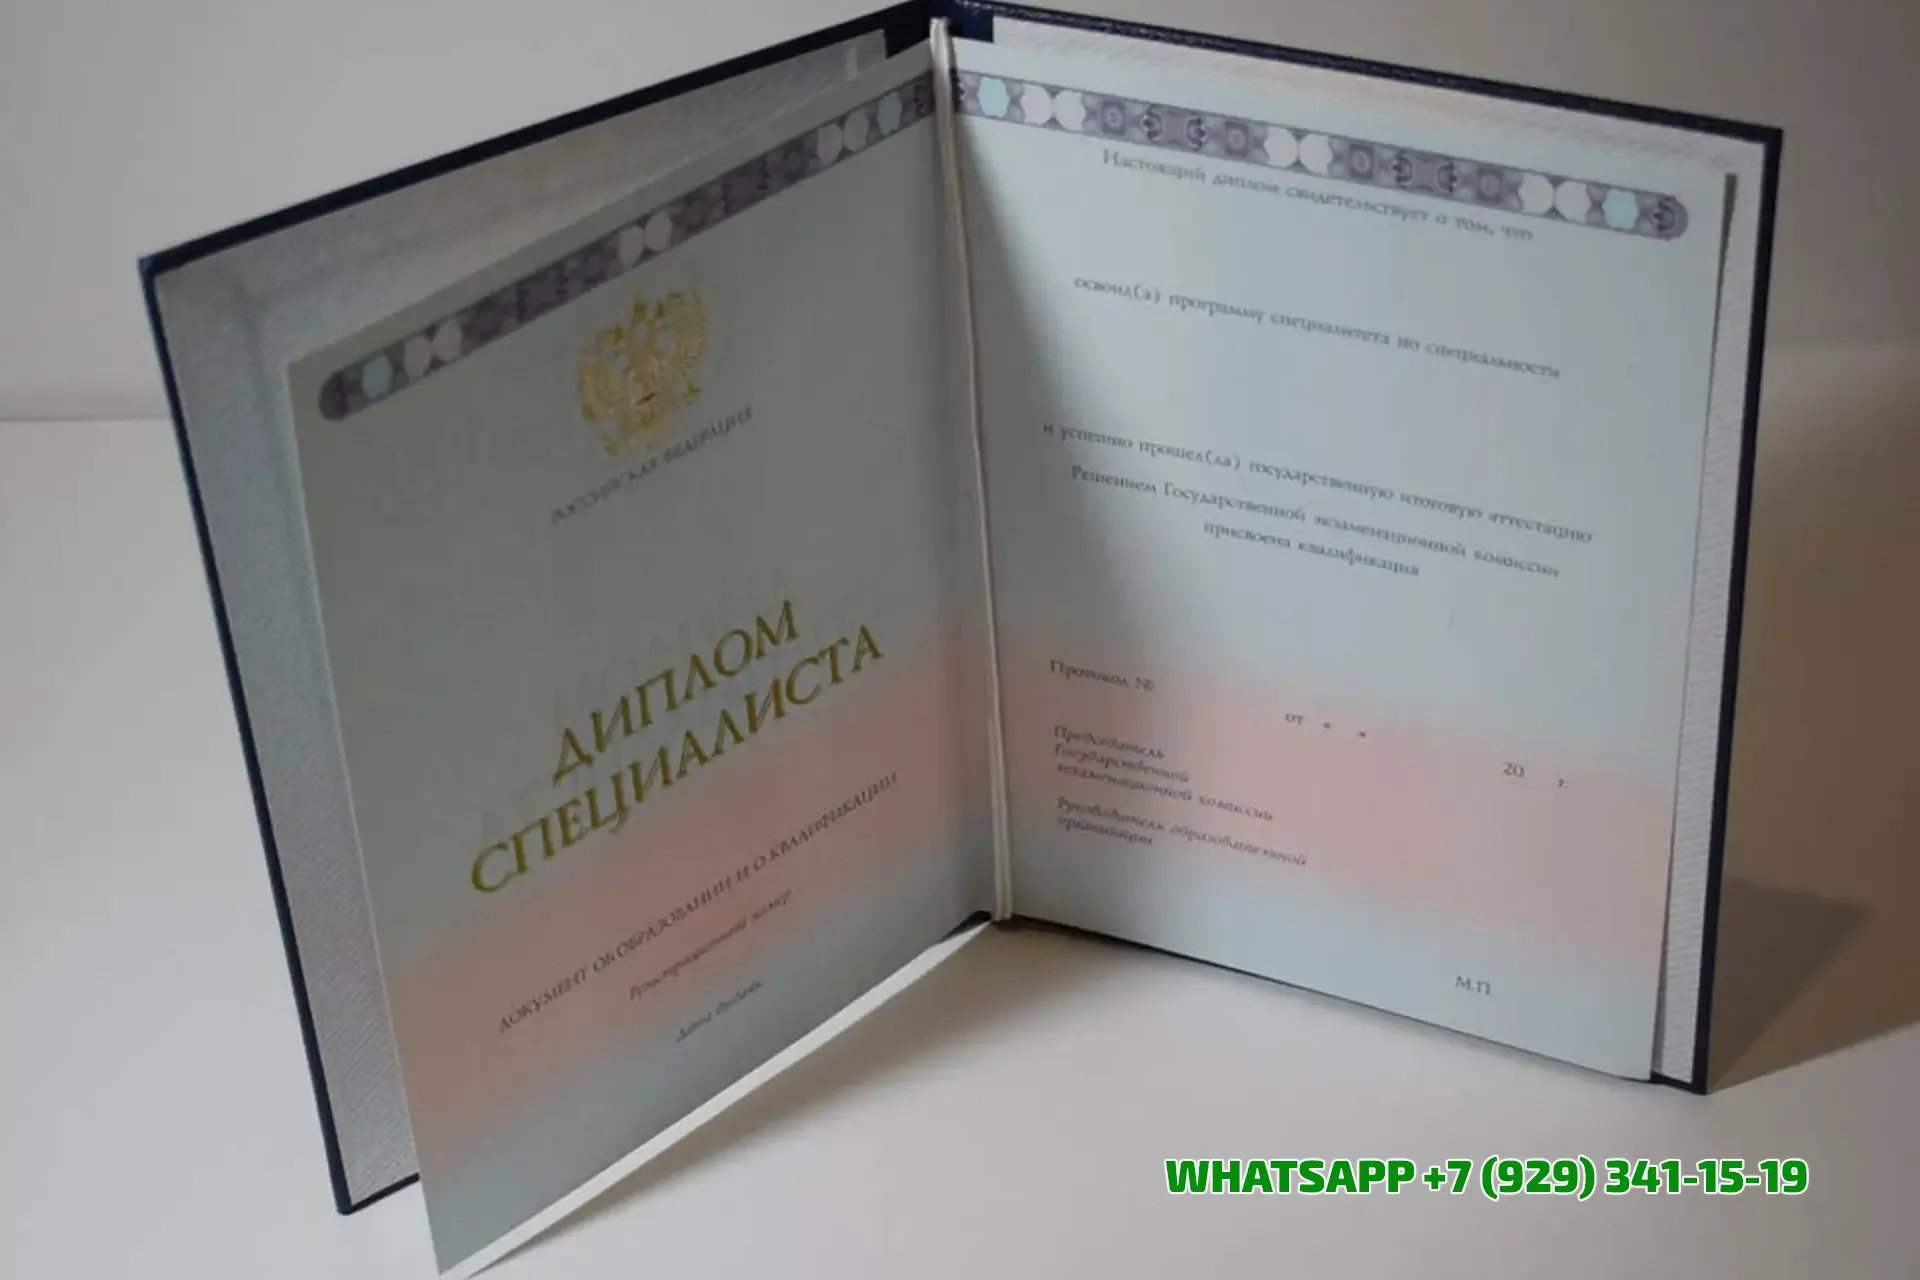 РОССИЙСКАЯ ФЕДЕРАЦИЯ
ДИПЛОМ
СПЕЦИАЛИСТА
ДОКУМЕНТ ОБ ОБРАЗОВАНИИ И О КВАЛИФИКАЦИИ
Регистрационный номер
Дата выдачи
Настоящий диплом свидетельствует о том, что
освоил(а) программу специалитета по специальности
и успешно прошел(ла) государственную итоговую аттестацию
Решением Государственной экзаменационной комиссии
присвоена квалификация
Протокол №
от « »
20 г.
Председатель
Государственной
экзаменационной комиссии
Руководитель образовательной
организации
М.П.
WHATSAPP +7 (929) 341-15-19